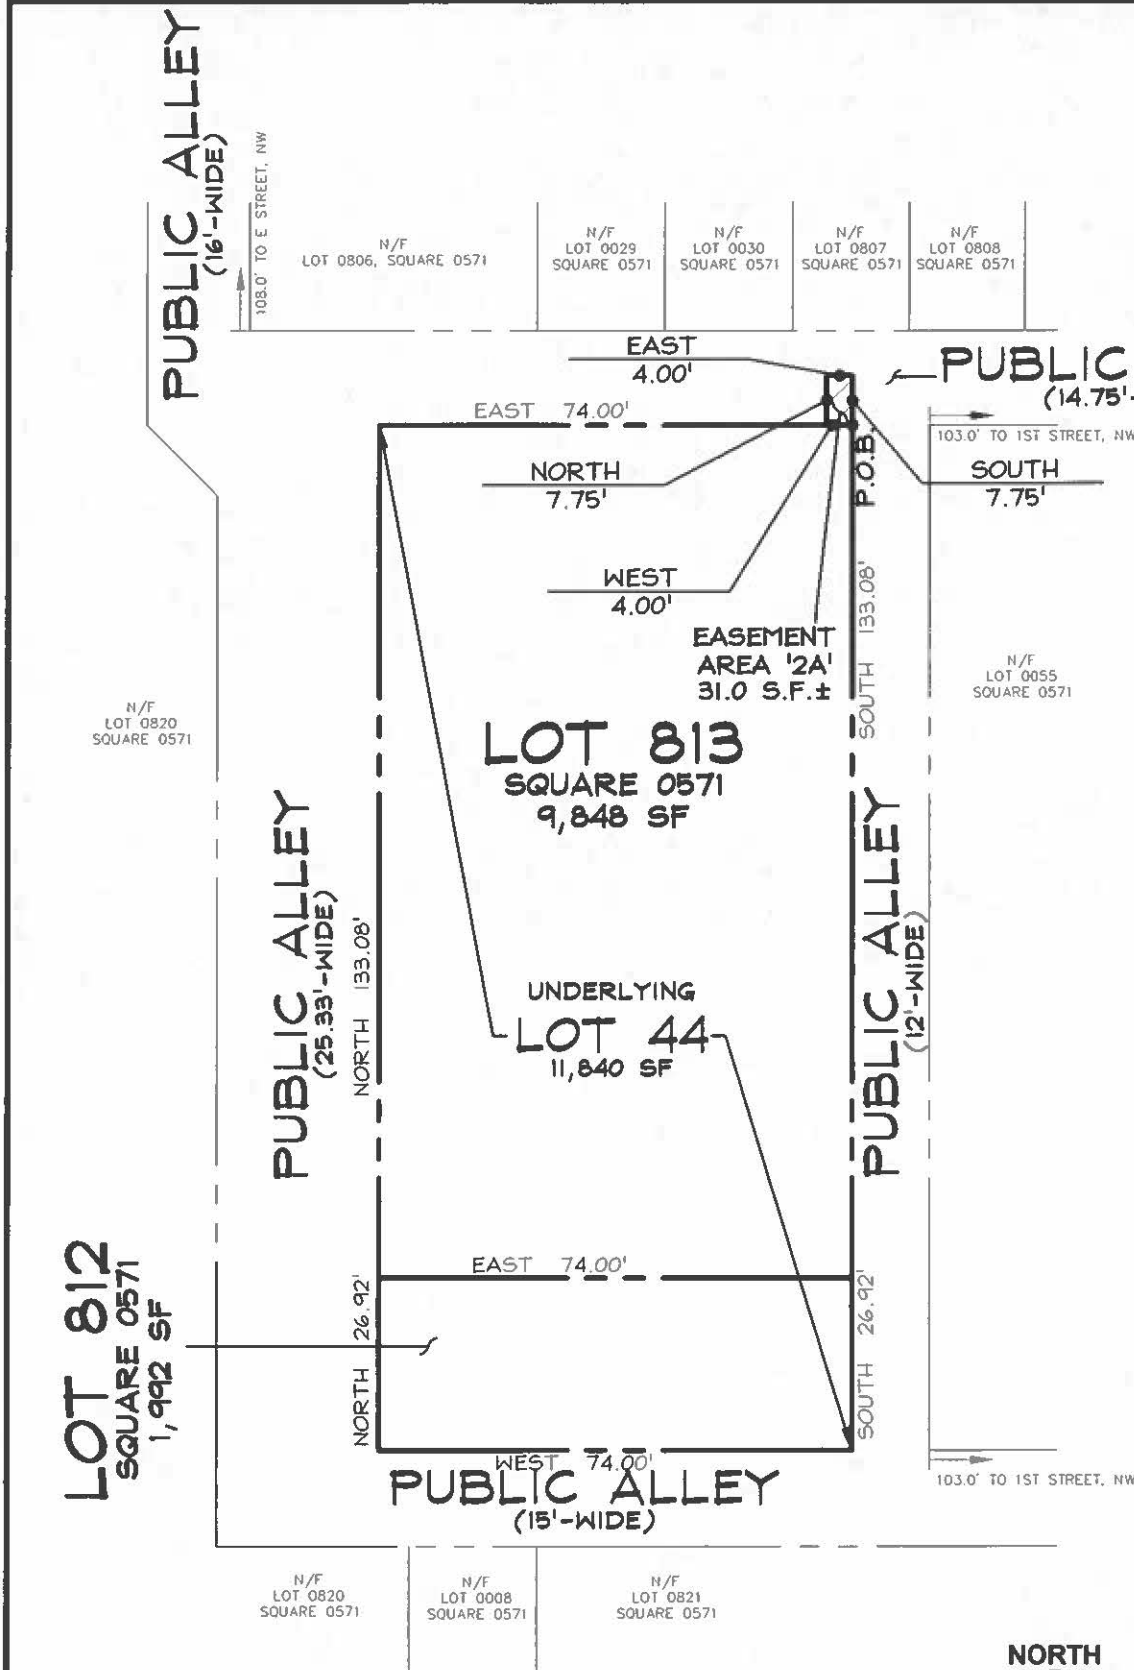 PUBLIC ALLEY
(16'-WIDE)
108.0' TO E STREET, NW
N/F
LOT 0806, SQUARE 0571
N/F
LOT 0029
SQUARE 0571
N/F
LOT 0030
SQUARE 0571
N/F
LOT 0807
SQUARE 0571
N/F
LOT 0808
SQUARE 0571
EAST
4.00'
PUBLIC
(14.75'-
EAST 74.00'
103.0' TO 1ST STREET, NW
NORTH
7.75'
P.O.B.
SOUTH
7.75'
WEST
4.00'
EASEMENT
AREA '2A'
31.0 S.F.±
SOUTH 133.08'
N/F
LOT 0055
SQUARE 0571
N/F
LOT 0820
SQUARE 0571
LOT 813
SQUARE 0571
9,848 SF
PUBLIC ALLEY
(25.33'-WIDE)
NORTH 133.08'
PUBLIC ALLEY
(12'-WIDE)
UNDERLYING
LOT 44
11,840 SF
LOT 812
SQUARE 0571
1,992 SF
EAST 74.00'
NORTH 26.92'
SOUTH 26.92'
WEST 74.00'
PUBLIC ALLEY
(15'-WIDE)
103.0' TO 1ST STREET, NW
N/F
LOT 0820
SQUARE 0571
N/F
LOT 0008
SQUARE 0571
N/F
LOT 0821
SQUARE 0571
NORTH